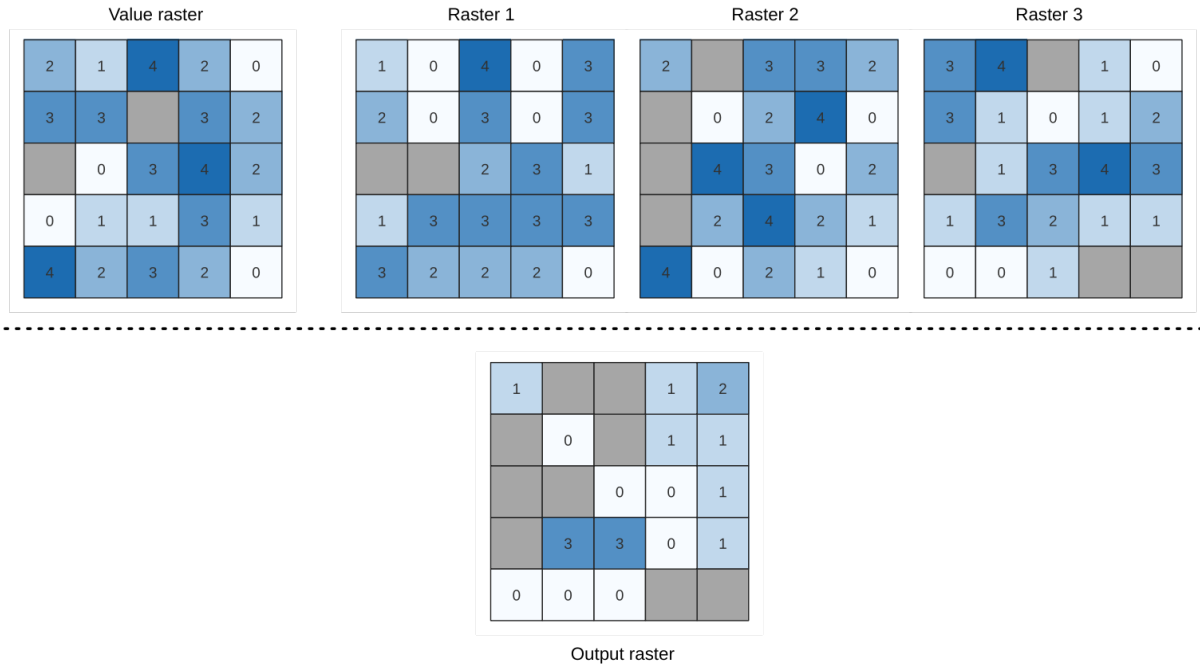 Value raster Raster 1 Raster 2 Raster 3
2 1 4 2 0 1 0 4 0 3 2 3 3 2 3 4 1 0
3 3 3 2 2 0 3 0 3 0 2 4 0 3 1 0 1 2
0 3 4 2 2 3 1 4 3 0 2 1 3 4 3
0 1 1 3 1 1 3 3 3 3 2 4 2 1 1 3 2 1 1
4 2 3 2 0 3 2 2 2 0 4 0 2 1 0 0 0 1
1 1 2
0 1 1
0 0 1
3 3 0 1
0 0 0
Output raster